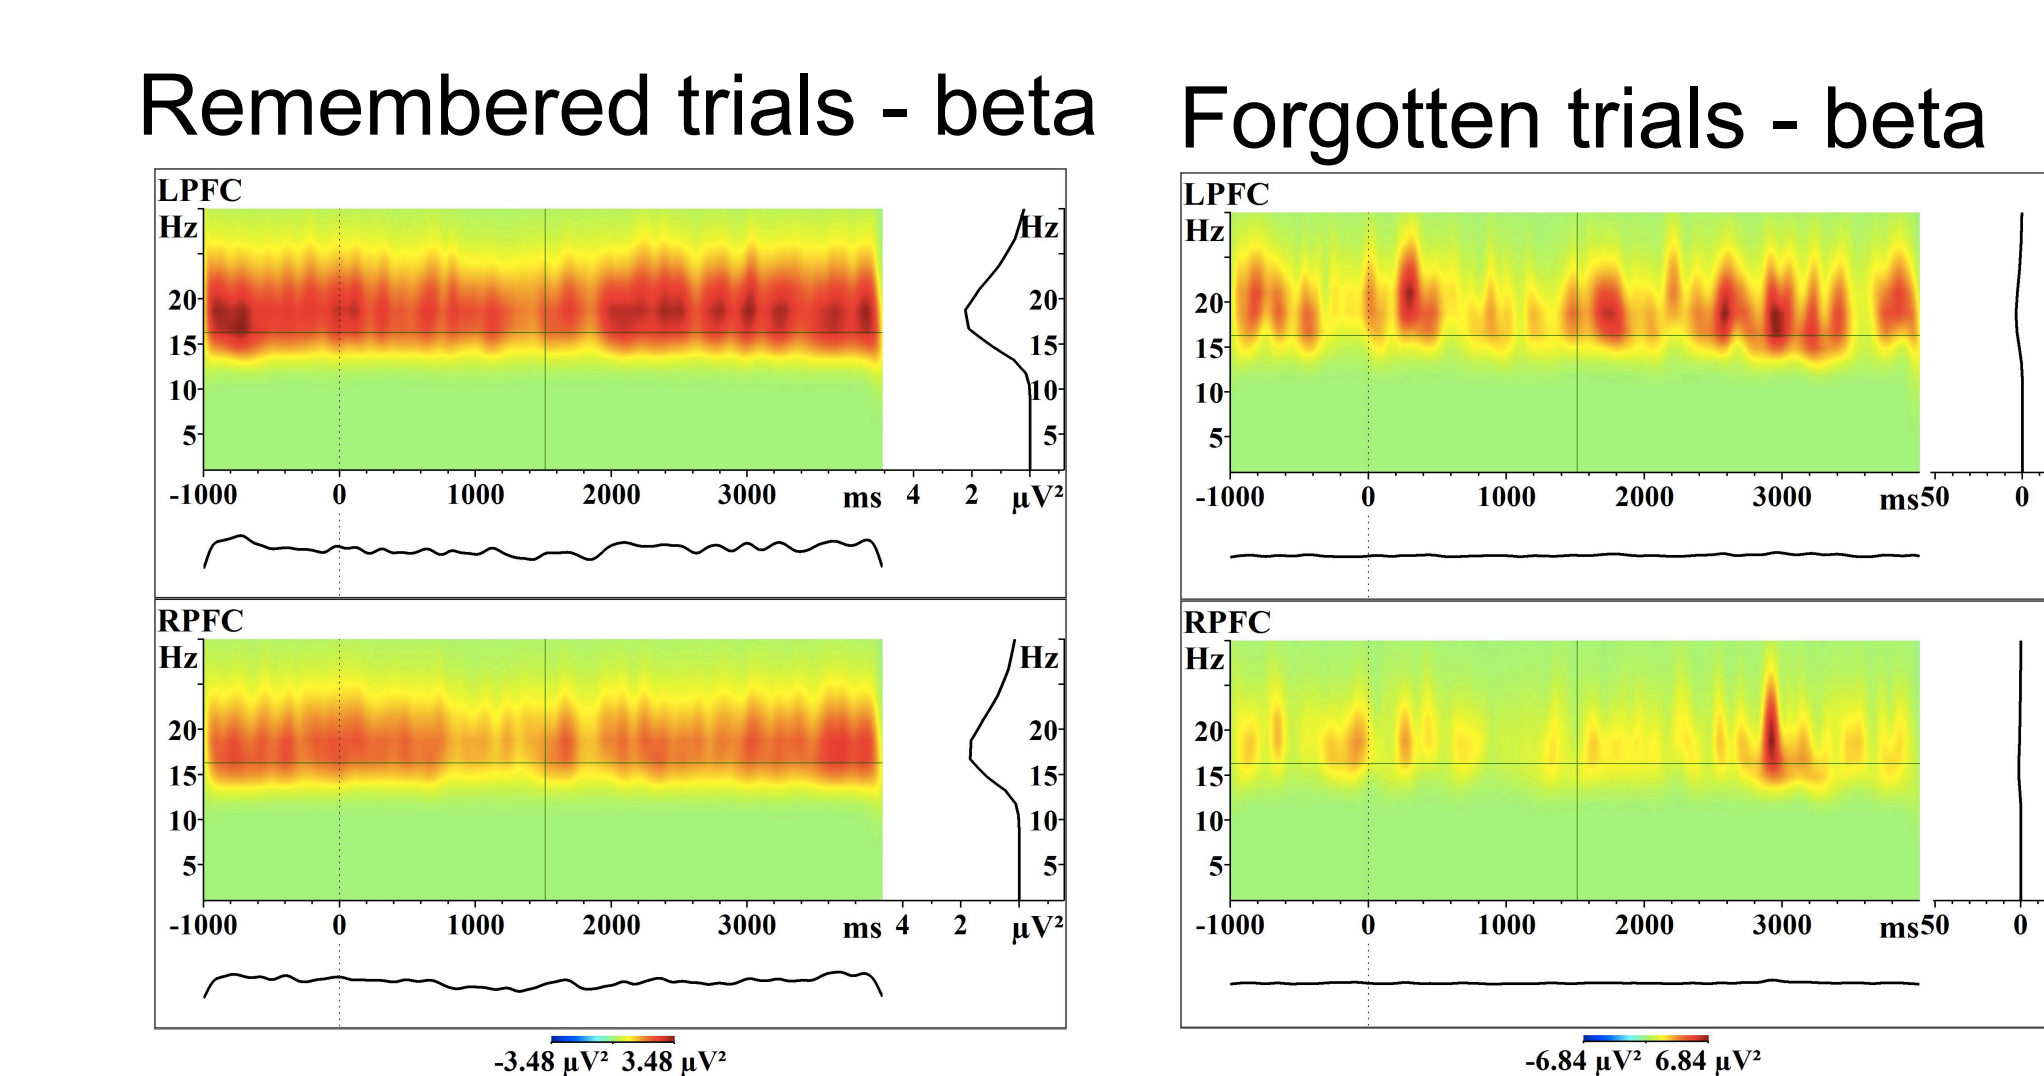 Remembered trials - beta
LPFC
Hz
Hz
20
20
15
15
10
10
5
5
-1000 0 1000 2000 3000 ms 4 2 μV²
RPFC
Hz
Hz
20
20
15
15
10
10
5
5
-1000 0 1000 2000 3000 ms 4 2 μV²
-3.48 μV² 3.48 μV²
Forgotten trials - beta
LPFC
Hz
20
15
10
5
-1000 0 1000 2000 3000 ms 50 0
RPFC
Hz
20
15
10
5
-1000 0 1000 2000 3000 ms 50 0
-6.84 μV² 6.84 μV²